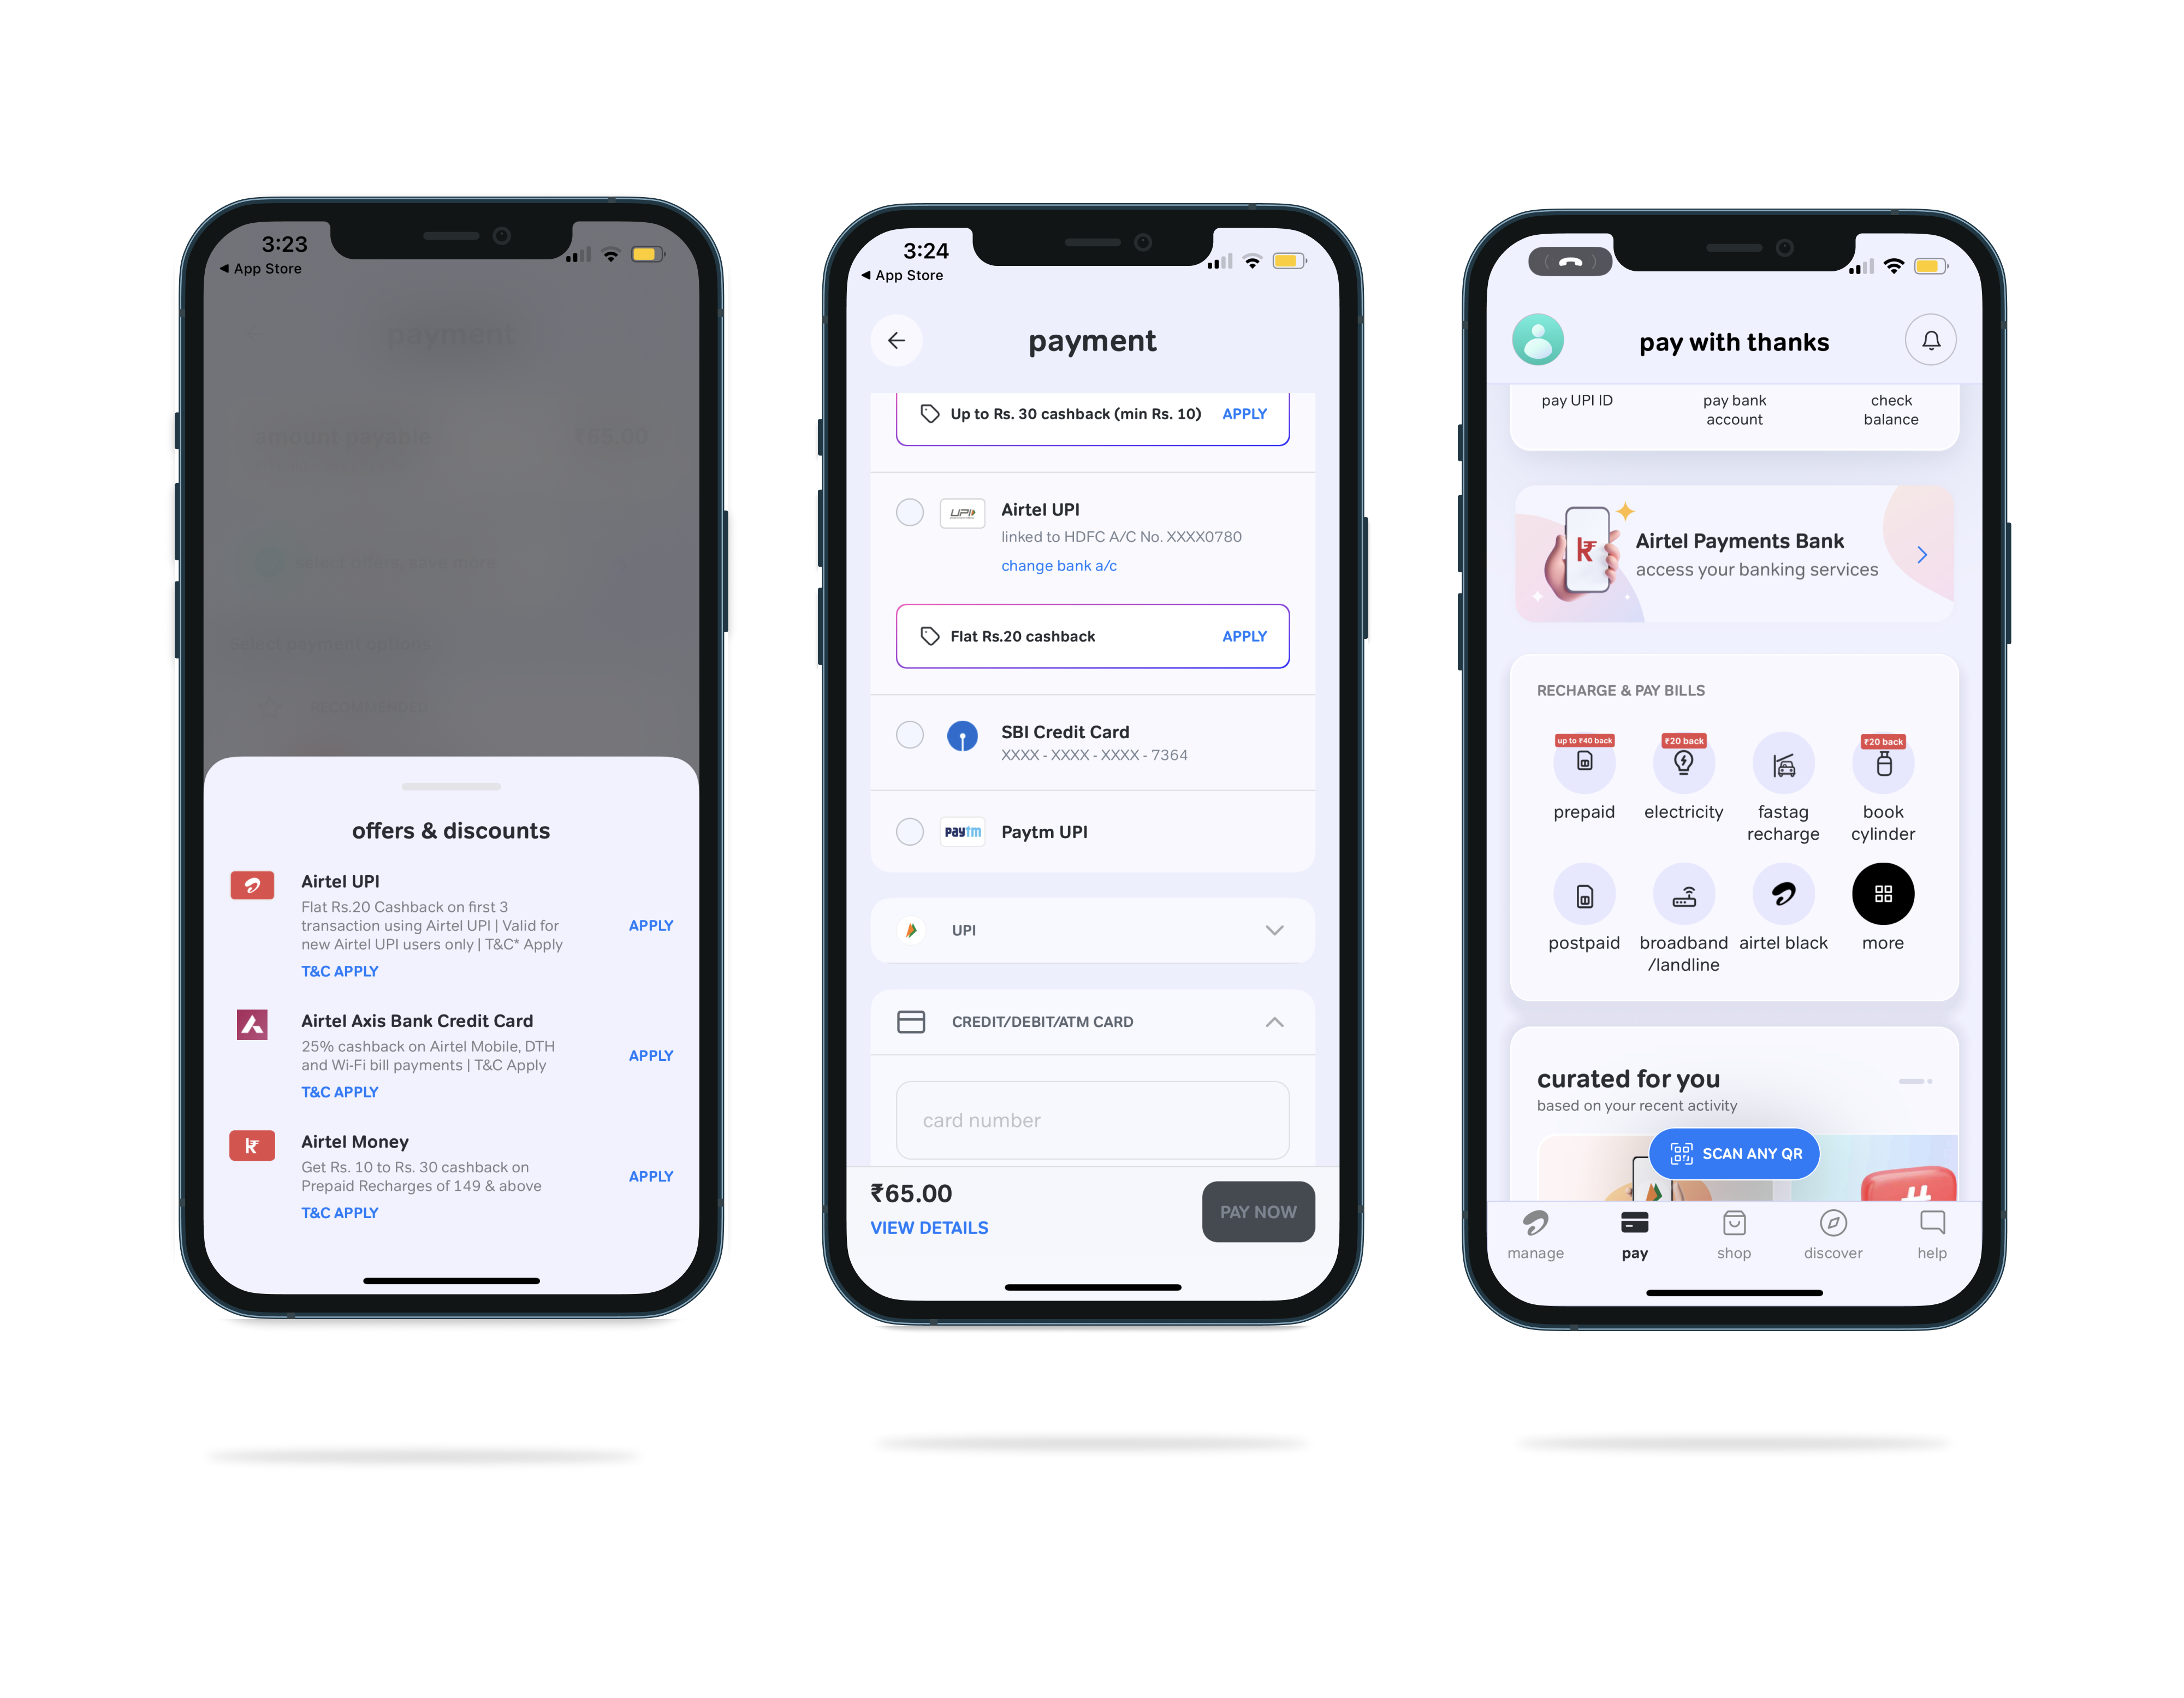 3:23
◀ App Store
payment
amount payable
₹65.00
select offers, save more
Select payment options
RECOMMENDED
offers & discounts
Airtel UPI
Flat Rs.20 Cashback on first 3
transaction using Airtel UPI | Valid for
new Airtel UPI users only | T&C* Apply
APPLY
T&C APPLY
Airtel Axis Bank Credit Card
25% cashback on Airtel Mobile, DTH
and Wi-Fi bill payments | T&C Apply
APPLY
T&C APPLY
Airtel Money
Get Rs. 10 to Rs. 30 cashback on
Prepaid Recharges of 149 & above
APPLY
T&C APPLY
3:24
◀ App Store
payment
Up to Rs. 30 cashback (min Rs. 10) APPLY
UPI
Airtel UPI
linked to HDFC A/C No. XXXX0780
change bank a/c
Flat Rs.20 cashback APPLY
SBI Credit Card
XXXX - XXXX - XXXX - 7364
paytm
Paytm UPI
UPI
CREDIT/DEBIT/ATM CARD
card number
₹65.00
VIEW DETAILS
PAY NOW
pay with thanks
pay UPI ID
pay bank
account
check
balance
Airtel Payments Bank
access your banking services
RECHARGE & PAY BILLS
up to ₹40 back
prepaid
₹20 back
electricity
fastag
recharge
₹20 back
book
cylinder
postpaid
broadband
/landline
airtel black
more
curated for you
based on your recent activity
#
SCAN ANY QR
manage
pay
shop
discover
help